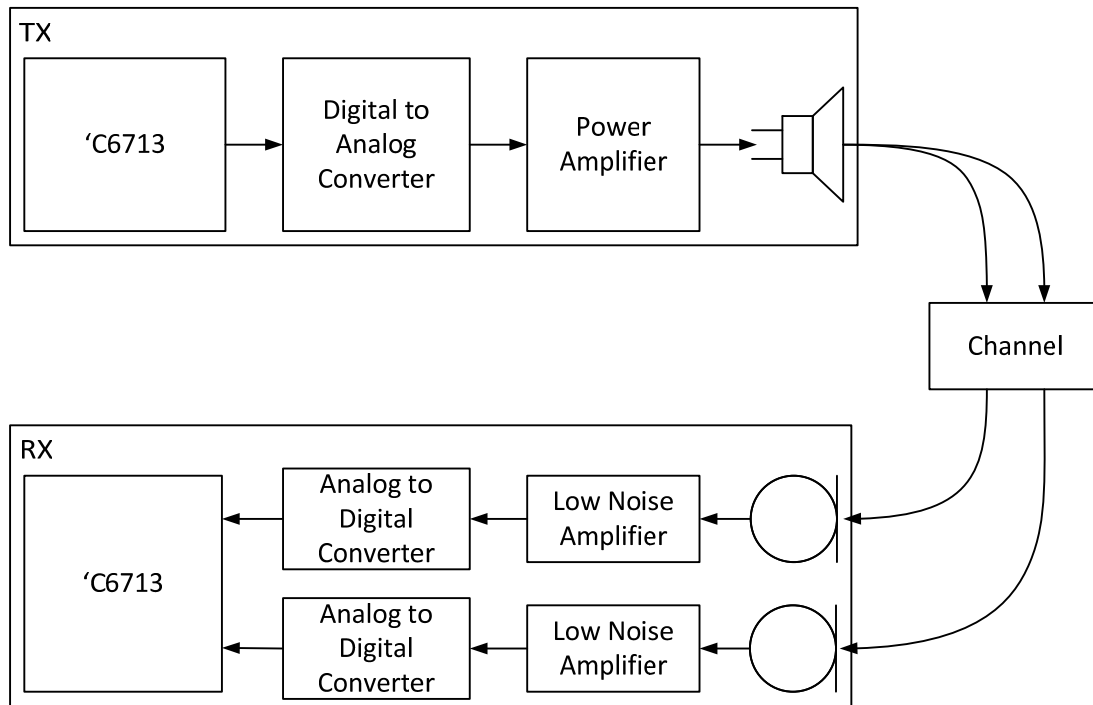 TX
‘C6713
Digital to
Analog
Converter
Power
Amplifier
Channel
RX
‘C6713
Analog to
Digital
Converter
Low Noise
Amplifier
Analog to
Digital
Converter
Low Noise
Amplifier